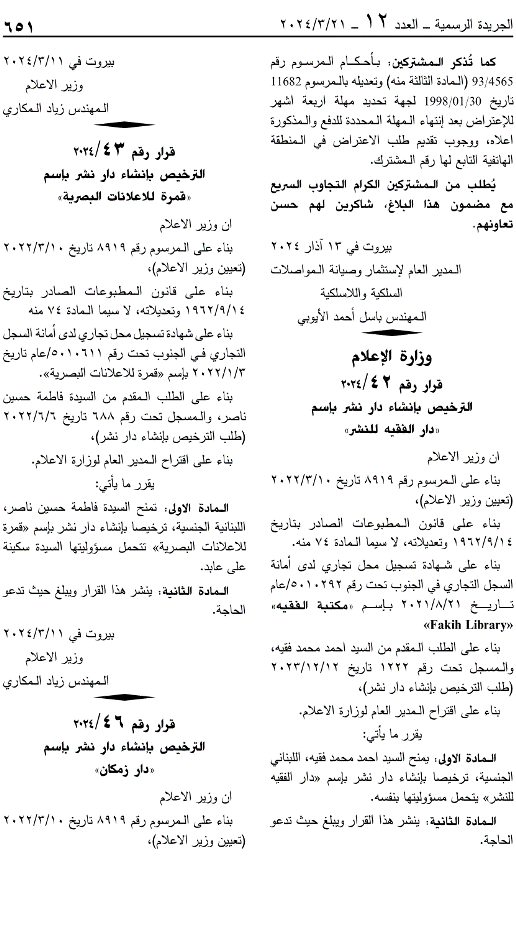 الجريدة الرسمية ــ العدد ١٢ ــ ٢٠٢٤/٣/٢١
٦٥١
كما تُذكر المشتركين: بأحكام المرسوم رقم
93/4565 (المادة الثالثة منه) وتعديله بالمرسوم 11682
تاريخ 1998/01/30 لجهة تحديد مهلة اربعة اشهر
للإعتراض بعد إنتهاء المهلة المحددة للدفع والمذكورة
اعلاه، ووجوب تقديم طلب الاعتراض في المنطقة
الهاتفية التابع لها رقم المشترك.
يُطلب من المشتركين الكرام التجاوب السريع
مع مضمون هذا البلاغ، شاكرين لهم حسن
تعاونهم.
بيروت في ١٣ آذار ٢٠٢٤
المدير العام لإستثمار وصيانة المواصلات
السلكية واللاسلكية
المهندس باسل أحمد الأيوبي
وزارة الإعلام
قرار رقم ٤٢/٢٠٢٤
الترخيص بإنشاء دار نشر بإسم
«دار الفقيه للنشر»
ان وزير الاعلام
بناء على المرسوم رقم ٨٩١٩ تاريخ ٢٠٢٢/٣/١٠
(تعيين وزير الاعلام)،
بناء على قانون المطبوعات الصادر بتاريخ
١٩٦٢/٩/١٤ وتعديلاته، لا سيما المادة ٧٤ منه.
بناء على شهادة تسجيل محل تجاري لدى أمانة
السجل التجاري في الجنوب تحت رقم ٥٠١٠٢٩٢/عام
تاريخ ٢٠٢١/٨/٢١ بإسم «مكتبة الفقيه»
«Fakih Library»
بناء على الطلب المقدم من السيد احمد محمد فقيه،
والمسجل تحت رقم ١٢٢٢ تاريخ ٢٠٢٣/١٢/١٢
(طلب الترخيص بإنشاء دار نشر)،
بناء على اقتراح المدير العام لوزارة الاعلام.
يقرر ما يأتي:
المادة الاولى: يمنح السيد احمد محمد فقيه، اللبناني
الجنسية، ترخيصا بإنشاء دار نشر بإسم «دار الفقيه
للنشر» يتحمل مسؤوليتها بنفسه.
المادة الثانية: ينشر هذا القرار ويبلغ حيث تدعو
الحاجة.
بيروت في ٢٠٢٤/٣/١١
وزير الاعلام
المهندس زياد المكاري
قرار رقم ٤٣/٢٠٢٤
الترخيص بإنشاء دار نشر بإسم
«قمرة للاعلانات البصرية»
ان وزير الاعلام
بناء على المرسوم رقم ٨٩١٩ تاريخ ٢٠٢٢/٣/١٠
(تعيين وزير الاعلام)،
بناء على قانون المطبوعات الصادر بتاريخ
١٩٦٢/٩/١٤ وتعديلاته، لا سيما المادة ٧٤ منه
بناء على شهادة تسجيل محل تجاري لدى أمانة السجل
التجاري في الجنوب تحت رقم ٥٠١٠٦١١/عام تاريخ
٢٠٢٢/١/٣ بإسم «قمرة للاعلانات البصرية».
بناء على الطلب المقدم من السيدة فاطمة حسين
ناصر، والمسجل تحت رقم ٦٨٨ تاريخ ٢٠٢٢/٦/٦
(طلب الترخيص بإنشاء دار نشر)،
بناء على اقتراح المدير العام لوزارة الاعلام.
يقرر ما يأتي:
المادة الاولى: تمنح السيدة فاطمة حسين ناصر،
اللبنانية الجنسية، ترخيصا بإنشاء دار نشر بإسم «قمرة
للاعلانات البصرية» تتحمل مسؤوليتها السيدة سكينة
علي عابد.
المادة الثانية: ينشر هذا القرار ويبلغ حيث تدعو
الحاجة.
بيروت في ٢٠٢٤/٣/١١
وزير الاعلام
المهندس زياد المكاري
قرار رقم ٤٦/٢٠٢٤
الترخيص بإنشاء دار نشر بإسم
«دار زمكان»
ان وزير الاعلام
بناء على المرسوم رقم ٨٩١٩ تاريخ ٢٠٢٢/٣/١٠
(تعيين وزير الاعلام)،